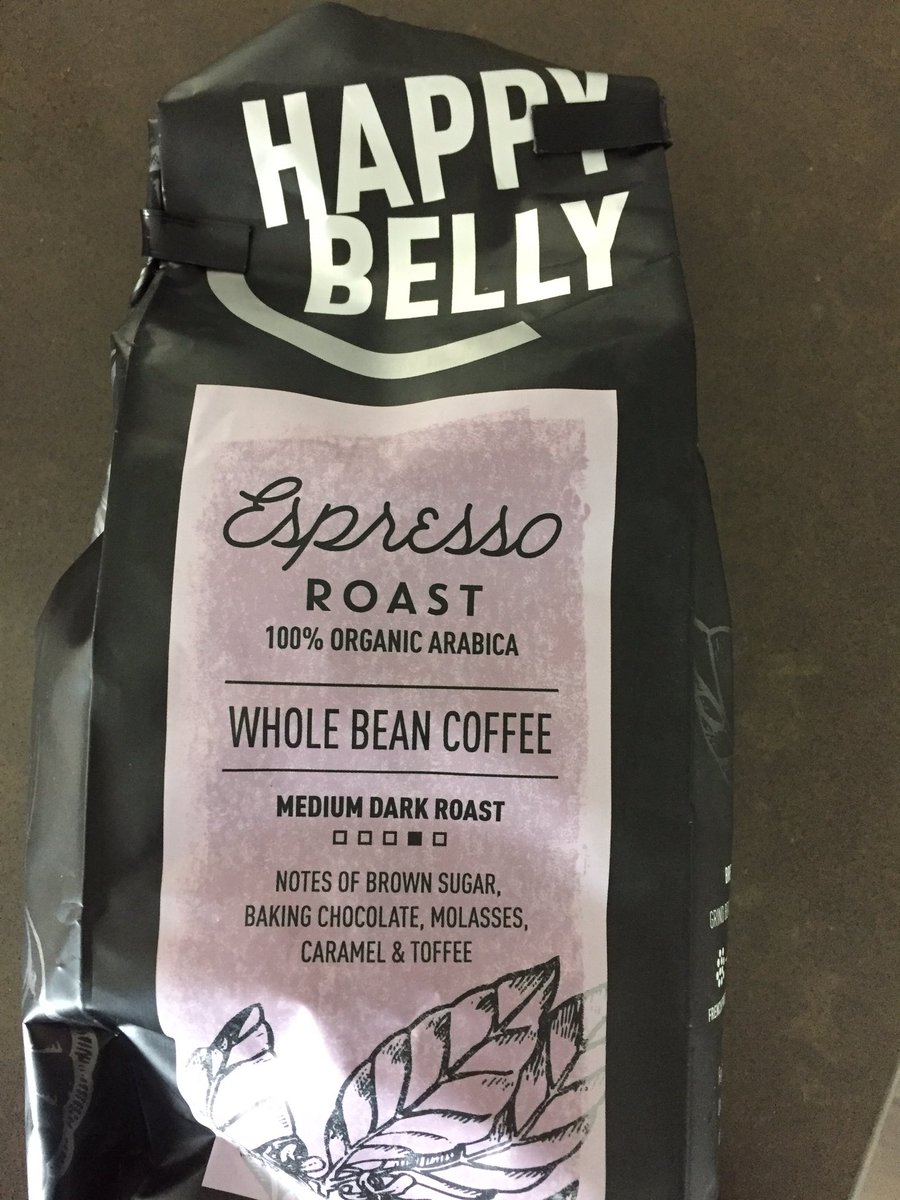 HAPPY
BELLY
Espresso
ROAST
100% ORGANIC ARABICA
WHOLE BEAN COFFEE
MEDIUM DARK ROAST
NOTES OF BROWN SUGAR,
BAKING CHOCOLATE, MOLASSES,
CARAMEL & TOFFEE
GRIND